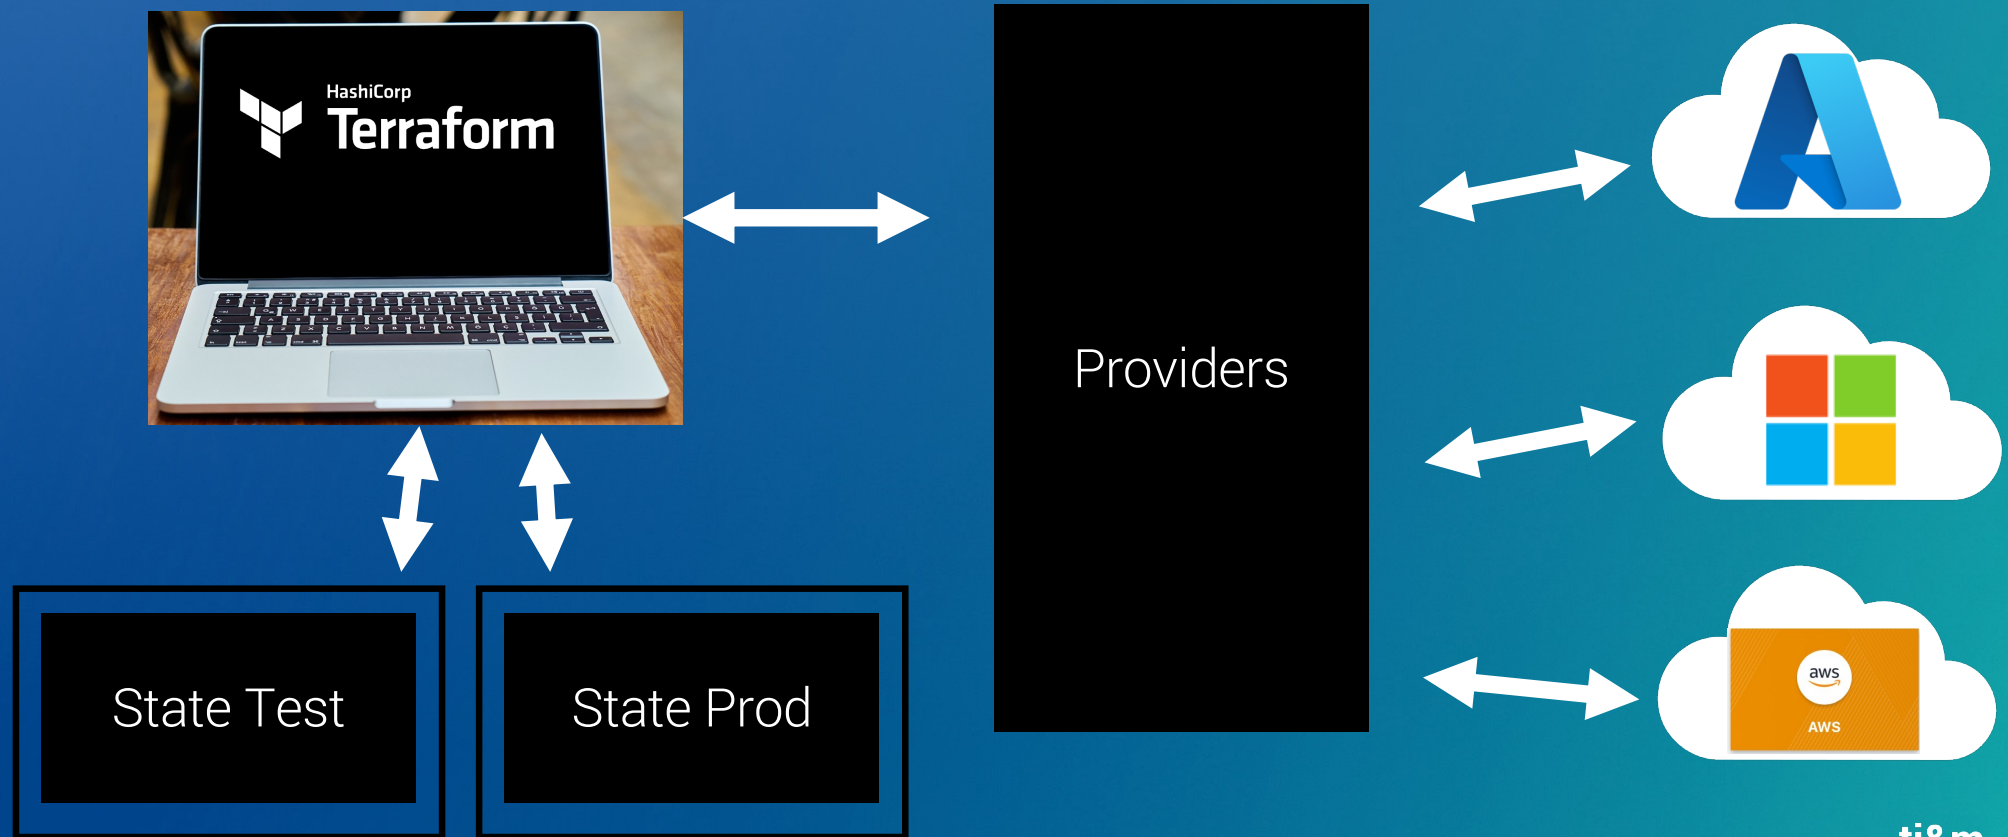 HashiCorp
Terraform
Providers
State Test
State Prod
aws
AWS